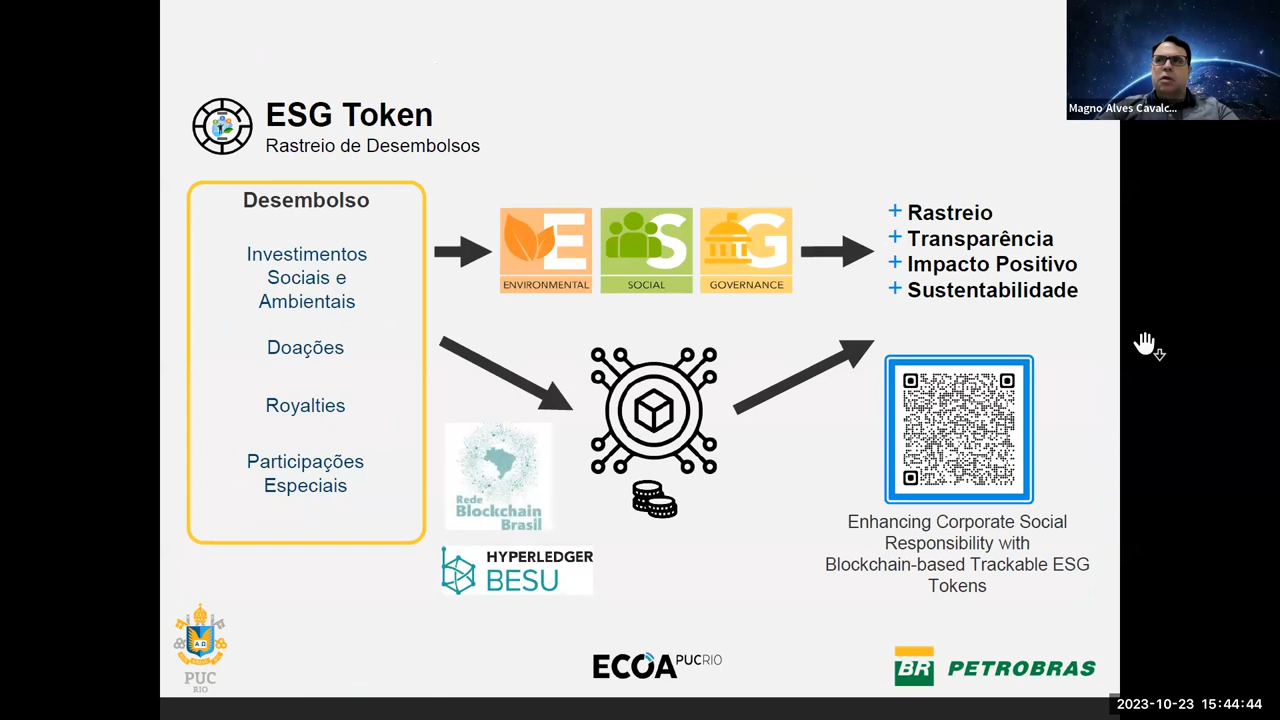 Magno Alves Cavalc...
ESG Token
Rastreio de Desembolsos
Desembolso
Investimentos
Sociais e
Ambientais
Doações
Royalties
Participações
Especiais
E
ENVIRONMENTAL
S
SOCIAL
G
GOVERNANCE
+ Rastreio
+ Transparência
+ Impacto Positivo
+ Sustentabilidade
Rede
Blockchain
Brasil
HYPERLEDGER
BESU
Enhancing Corporate Social
Responsibility with
Blockchain-based Trackable ESG
Tokens
PUC
RIO
ECOA PUCRIO
BR PETROBRAS
2023-10-23 15:44:44